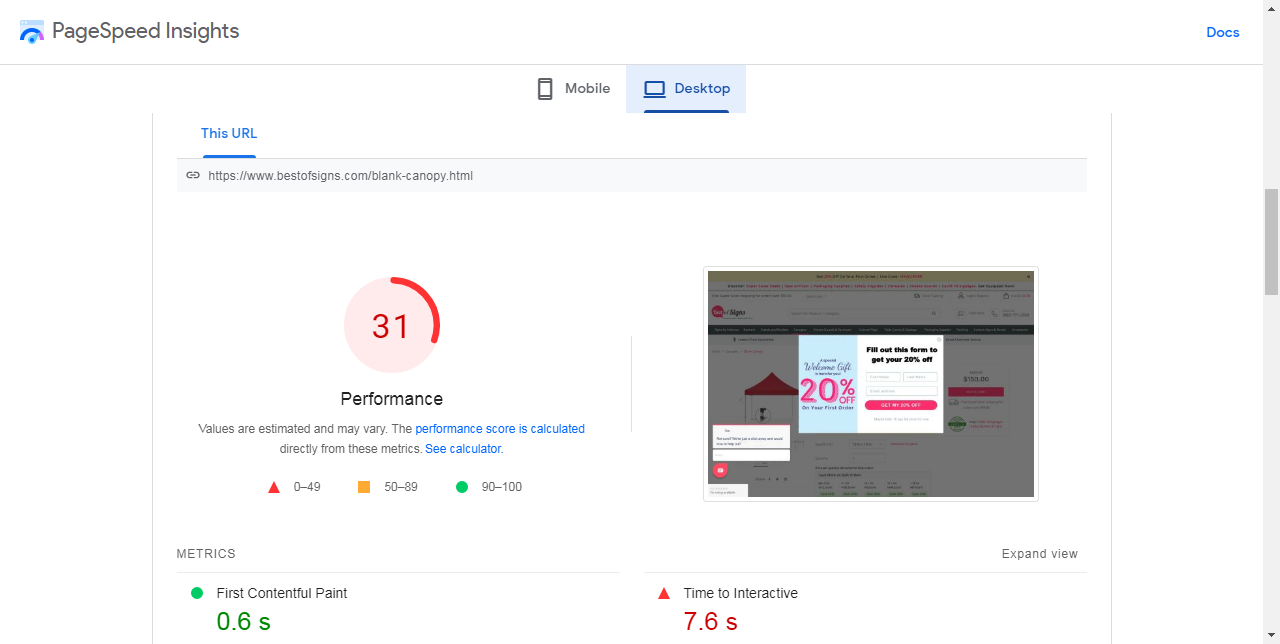 PageSpeed Insights
Docs
Mobile
Desktop
This URL
https://www.bestofsigns.com/blank-canopy.html
31
Performance
Values are estimated and may vary. The performance score is calculated
directly from these metrics. See calculator.
0–49
50–89
90–100
A special
Welcome Gift
20%
OFF
On Your First Order
Fill out this form to
get your 20% off
GET MY 20% OFF
$150.00
METRICS
Expand view
First Contentful Paint
0.6 s
Time to Interactive
7.6 s